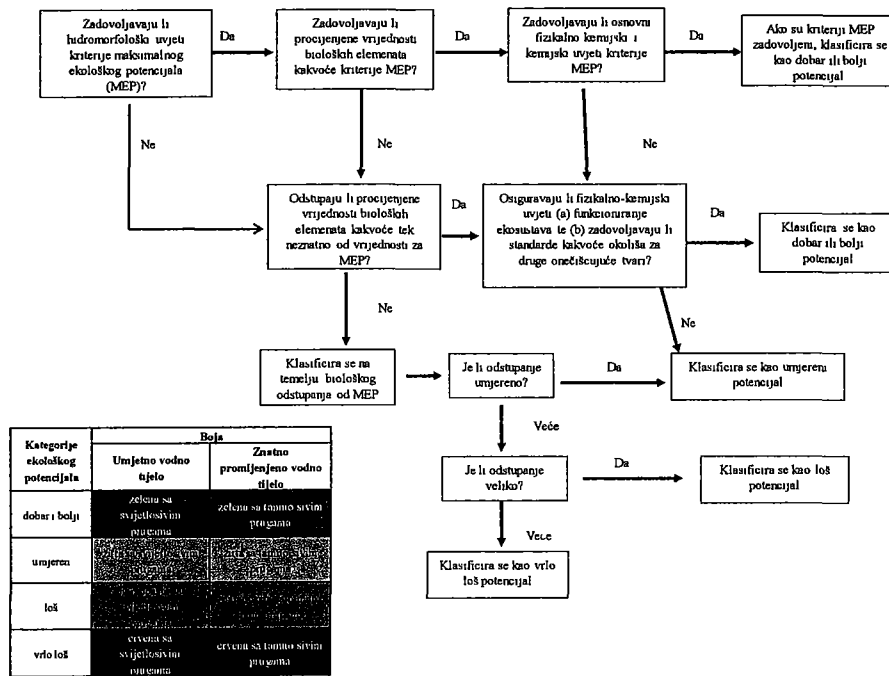 Zadovoljavaju li
hidromorfološki uvjeti
kriterije maksimalnog
ekološkog potencijala
(MEP)?
Da
Zadovoljavaju li
procijenjene vrijednosti
bioloških elemenata
kakvoće kriterije MEP?
Da
Zadovoljavaju li osnovni
fizikalno kemijski i
kemijski uvjeti kriterije
MEP?
Da
Ako su kriteriji MEP
zadovoljeni, klasificira se
kao dobar ili bolji
potencijal
Ne
Ne
Ne
Odstupaju li procijenjene
vrijednosti bioloških
elemenata kakvoće tek
neznatno od vrijednosti za
MEP?
Da
Osiguravaju li fizikalno-kemijski
uvjeti (a) funkcioniranje
ekosustava te (b) zadovoljavaju li
standarde kakvoće okoliša za
druge onečišćujuće tvari?
Da
Klasificira se kao
dobar ili bolji
potencijal
Ne
Ne
Klasificira se na
temelju biološkog
odstupanja od MEP
Je li odstupanje
umjereno?
Da
Klasificira se kao umjereni
potencijal
Veće
Je li odstupanje
veliko?
Da
Klasificira se kao loš
potencijal
Veće
Klasificira se kao vrlo
loš potencijal
Kategorije
ekološkog
potencijala
Boja
Umjetno vodno
tijelo
Znatno
promijenjeno vodno
tijelo
dobar i bolji
zelena sa
svijetlosivim
prugama
zelena sa tamno sivim
prugama
umjeren
loš
vrlo loš
crvena sa
svijetlosivim
prugama
crvena sa tamno sivim
prugama